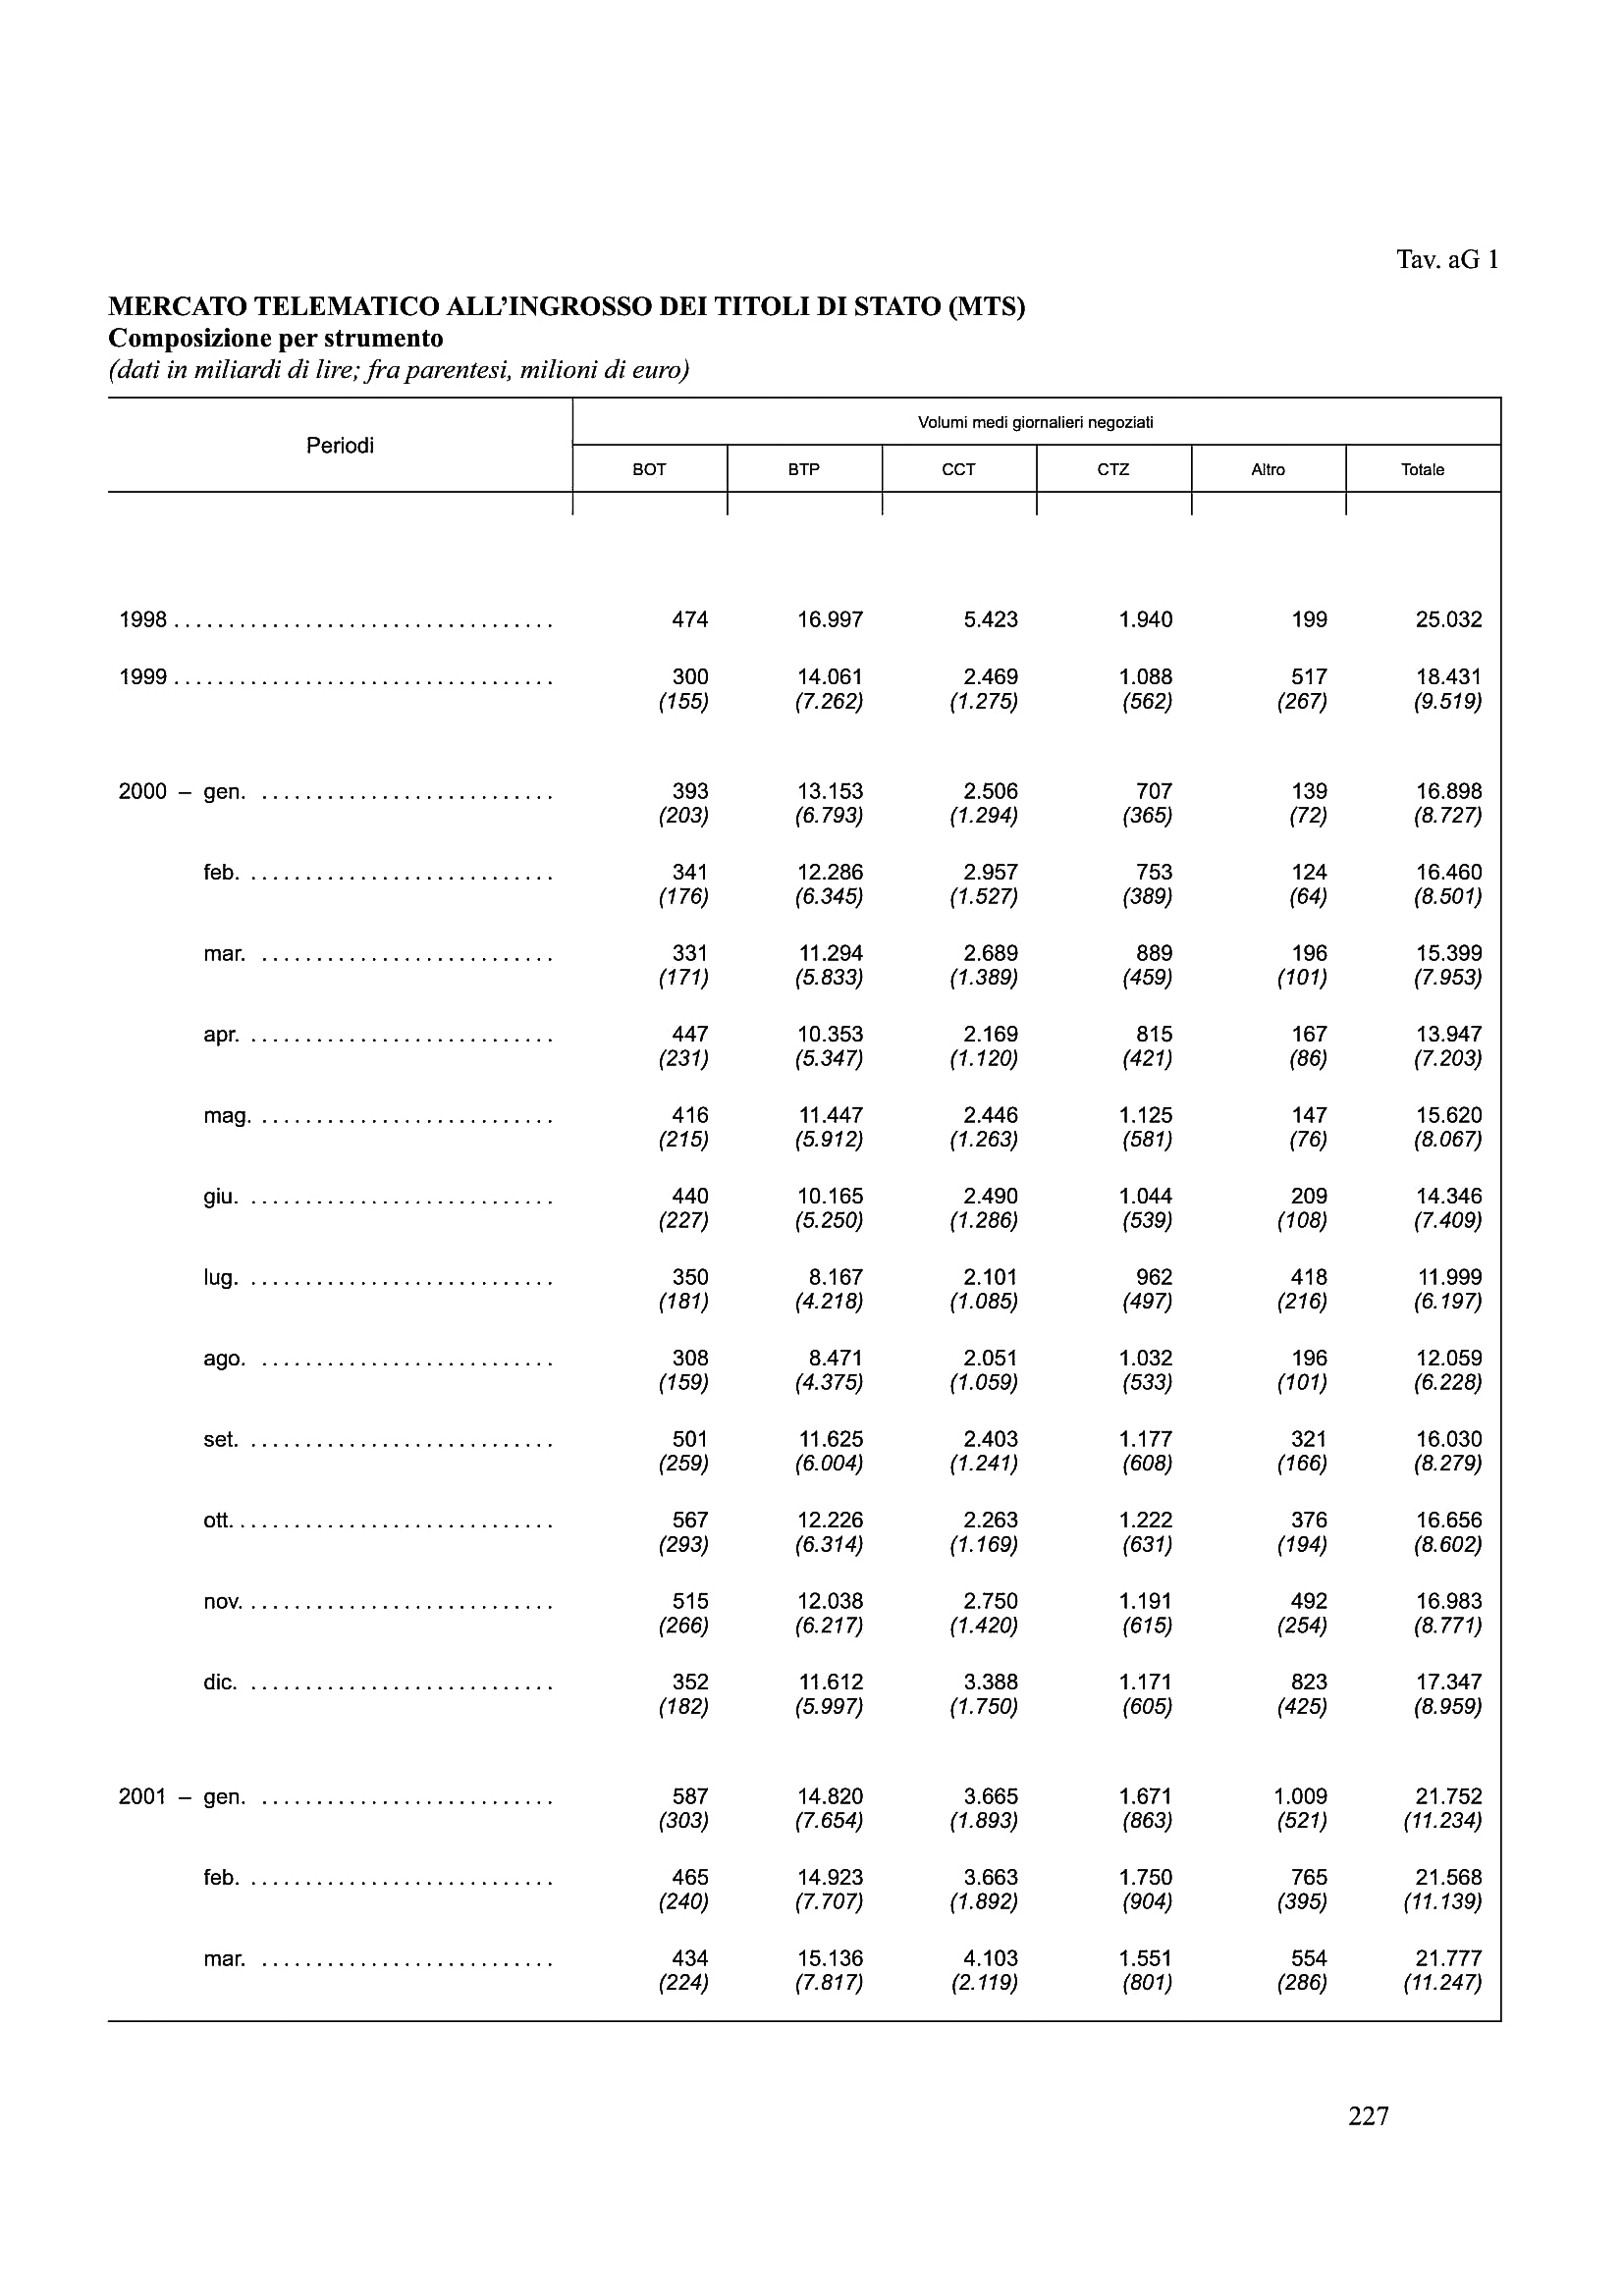 Tav. aG 1
MERCATO TELEMATICO ALL’INGROSSO DEI TITOLI DI STATO (MTS)
Composizione per strumento
(dati in miliardi di lire; fra parentesi, milioni di euro)
Periodi
Volumi medi giornalieri negoziati
BOT BTP CCT CTZ Altro Totale
1998 . . . . . . . . . . . . . . . . . . . . . . . . . . . . . . . . . . . 474 16.997 5.423 1.940 199 25.032
1999 . . . . . . . . . . . . . . . . . . . . . . . . . . . . . . . . . . . 300 14.061 2.469 1.088 517 18.431
(155) (7.262) (1.275) (562) (267) (9.519)
2000 – gen. . . . . . . . . . . . . . . . . . . . . . . . . . . . 393 13.153 2.506 707 139 16.898
(203) (6.793) (1.294) (365) (72) (8.727)
feb. . . . . . . . . . . . . . . . . . . . . . . . . . . . . 341 12.286 2.957 753 124 16.460
(176) (6.345) (1.527) (389) (64) (8.501)
mar. . . . . . . . . . . . . . . . . . . . . . . . . . . . 331 11.294 2.689 889 196 15.399
(171) (5.833) (1.389) (459) (101) (7.953)
apr. . . . . . . . . . . . . . . . . . . . . . . . . . . . . 447 10.353 2.169 815 167 13.947
(231) (5.347) (1.120) (421) (86) (7.203)
mag. . . . . . . . . . . . . . . . . . . . . . . . . . . . 416 11.447 2.446 1.125 147 15.620
(215) (5.912) (1.263) (581) (76) (8.067)
giu. . . . . . . . . . . . . . . . . . . . . . . . . . . . . 440 10.165 2.490 1.044 209 14.346
(227) (5.250) (1.286) (539) (108) (7.409)
lug. . . . . . . . . . . . . . . . . . . . . . . . . . . . . 350 8.167 2.101 962 418 11.999
(181) (4.218) (1.085) (497) (216) (6.197)
ago. . . . . . . . . . . . . . . . . . . . . . . . . . . . 308 8.471 2.051 1.032 196 12.059
(159) (4.375) (1.059) (533) (101) (6.228)
set. . . . . . . . . . . . . . . . . . . . . . . . . . . . . 501 11.625 2.403 1.177 321 16.030
(259) (6.004) (1.241) (608) (166) (8.279)
ott. . . . . . . . . . . . . . . . . . . . . . . . . . . . . . 567 12.226 2.263 1.222 376 16.656
(293) (6.314) (1.169) (631) (194) (8.602)
nov. . . . . . . . . . . . . . . . . . . . . . . . . . . . . 515 12.038 2.750 1.191 492 16.983
(266) (6.217) (1.420) (615) (254) (8.771)
dic. . . . . . . . . . . . . . . . . . . . . . . . . . . . . 352 11.612 3.388 1.171 823 17.347
(182) (5.997) (1.750) (605) (425) (8.959)
2001 – gen. . . . . . . . . . . . . . . . . . . . . . . . . . . . 587 14.820 3.665 1.671 1.009 21.752
(303) (7.654) (1.893) (863) (521) (11.234)
feb. . . . . . . . . . . . . . . . . . . . . . . . . . . . . 465 14.923 3.663 1.750 765 21.568
(240) (7.707) (1.892) (904) (395) (11.139)
mar. . . . . . . . . . . . . . . . . . . . . . . . . . . . 434 15.136 4.103 1.551 554 21.777
(224) (7.817) (2.119) (801) (286) (11.247)
227